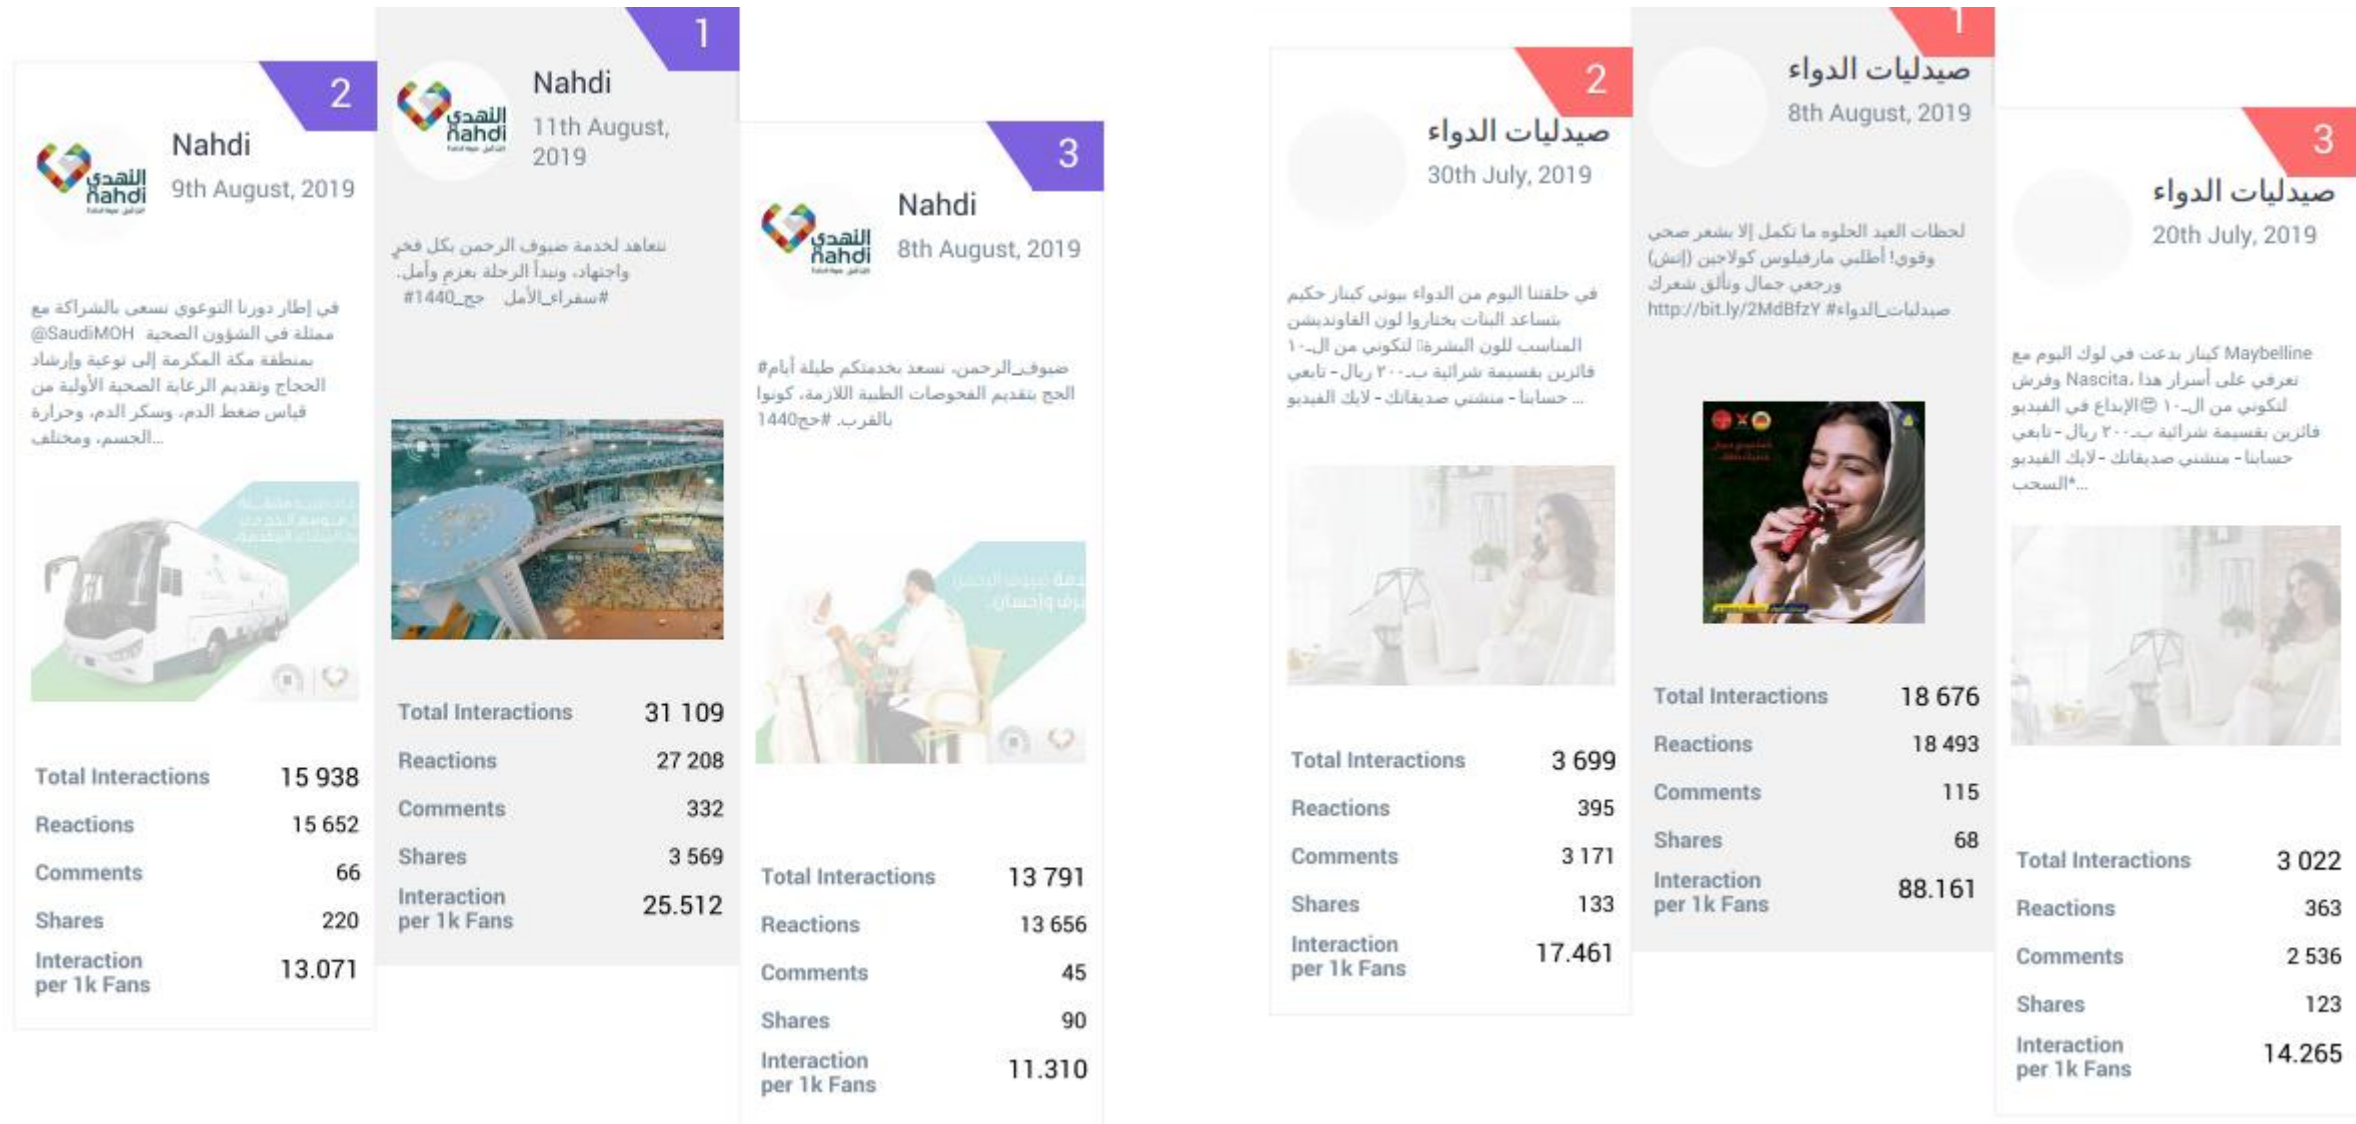 2
Nahdi
9th August, 2019
النهدي
nahdi
في إطار دورنا التوعوي نسعى بالشراكة مع
ممثلة في الشؤون الصحية @SaudiMOH
بمنطقة مكة المكرمة إلى توعية وإرشاد
الحجاج وتقديم الرعاية الصحية الأولية من
قياس ضغط الدم، وسكر الدم، وحرارة
...الجسم، ومختلف
Total Interactions 15 938
Reactions 15 652
Comments 66
Shares 220
Interaction
per 1k Fans 13.071
1
Nahdi
11th August,
2019
النهدي
nahdi
نتعاهد لخدمة ضيوف الرحمن بكل فخرٍ
واجتهاد، ونبدأ الرحلة بعزمٍ وأمل.
#سفراء_الأمل حج_1440#
Total Interactions 31 109
Reactions 27 208
Comments 332
Shares 3 569
Interaction
per 1k Fans 25.512
3
Nahdi
8th August, 2019
النهدي
nahdi
ضيوف_الرحمن، نسعد بخدمتكم طيلة أيام#
الحج بتقديم الفحوصات الطبية اللازمة، كونوا
بالقرب. #حج1440
Total Interactions 13 791
Reactions 13 656
Comments 45
Shares 90
Interaction
per 1k Fans 11.310
2
صيدليات الدواء
30th July, 2019
في حلقتنا اليوم من الدواء بيوتي كينار حكيم
بتساعد البنات يختاروا لون الفاونديشن
المناسب للون البشرة لتكوني من الـ١٠
فائزين بقسيمة شرائية بـ٢٠٠ ريال - تابعي
... حسابنا - منشني صديقاتك - لايك الفيديو
Total Interactions 3 699
Reactions 395
Comments 3 171
Shares 133
Interaction
per 1k Fans 17.461
1
صيدليات الدواء
8th August, 2019
لحظات العيد الحلوه ما تكمل إلا بشعر صحي
وقوي! أطلبي مارفيلوس كولاجين (إنش)
ورجعي جمال وتألق شعرك
http://bit.ly/2MdBfzY #صيدليات_الدواء
Total Interactions 18 676
Reactions 18 493
Comments 115
Shares 68
Interaction
per 1k Fans 88.161
3
صيدليات الدواء
20th July, 2019
Maybelline كينار بدعت في لوك اليوم مع
تعرفي على أسرار هذا ،Nascita وفرش
لتكوني من الـ١٠ 😍الإبداع في الفيديو
فائزين بقسيمة شرائية بـ٢٠٠ ريال - تابعي
حسابنا - منشني صديقاتك - لايك الفيديو
...*السحب
Total Interactions 3 022
Reactions 363
Comments 2 536
Shares 123
Interaction
per 1k Fans 14.265